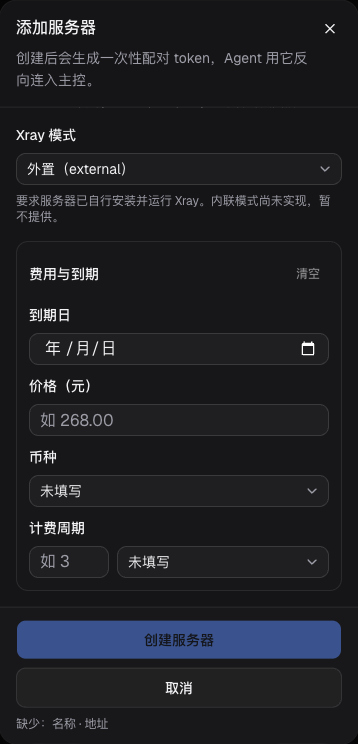 添加服务器
创建后会生成一次性配对 token，Agent 用它反
向连入主控。
Xray 模式
外置（external）
要求服务器已自行安装并运行 Xray。内联模式尚未实现，暂
不提供。
费用与到期
清空
到期日
年 /月/日
价格（元）
如 268.00
币种
未填写
计费周期
如 3
未填写
创建服务器
取消
缺少：名称 · 地址